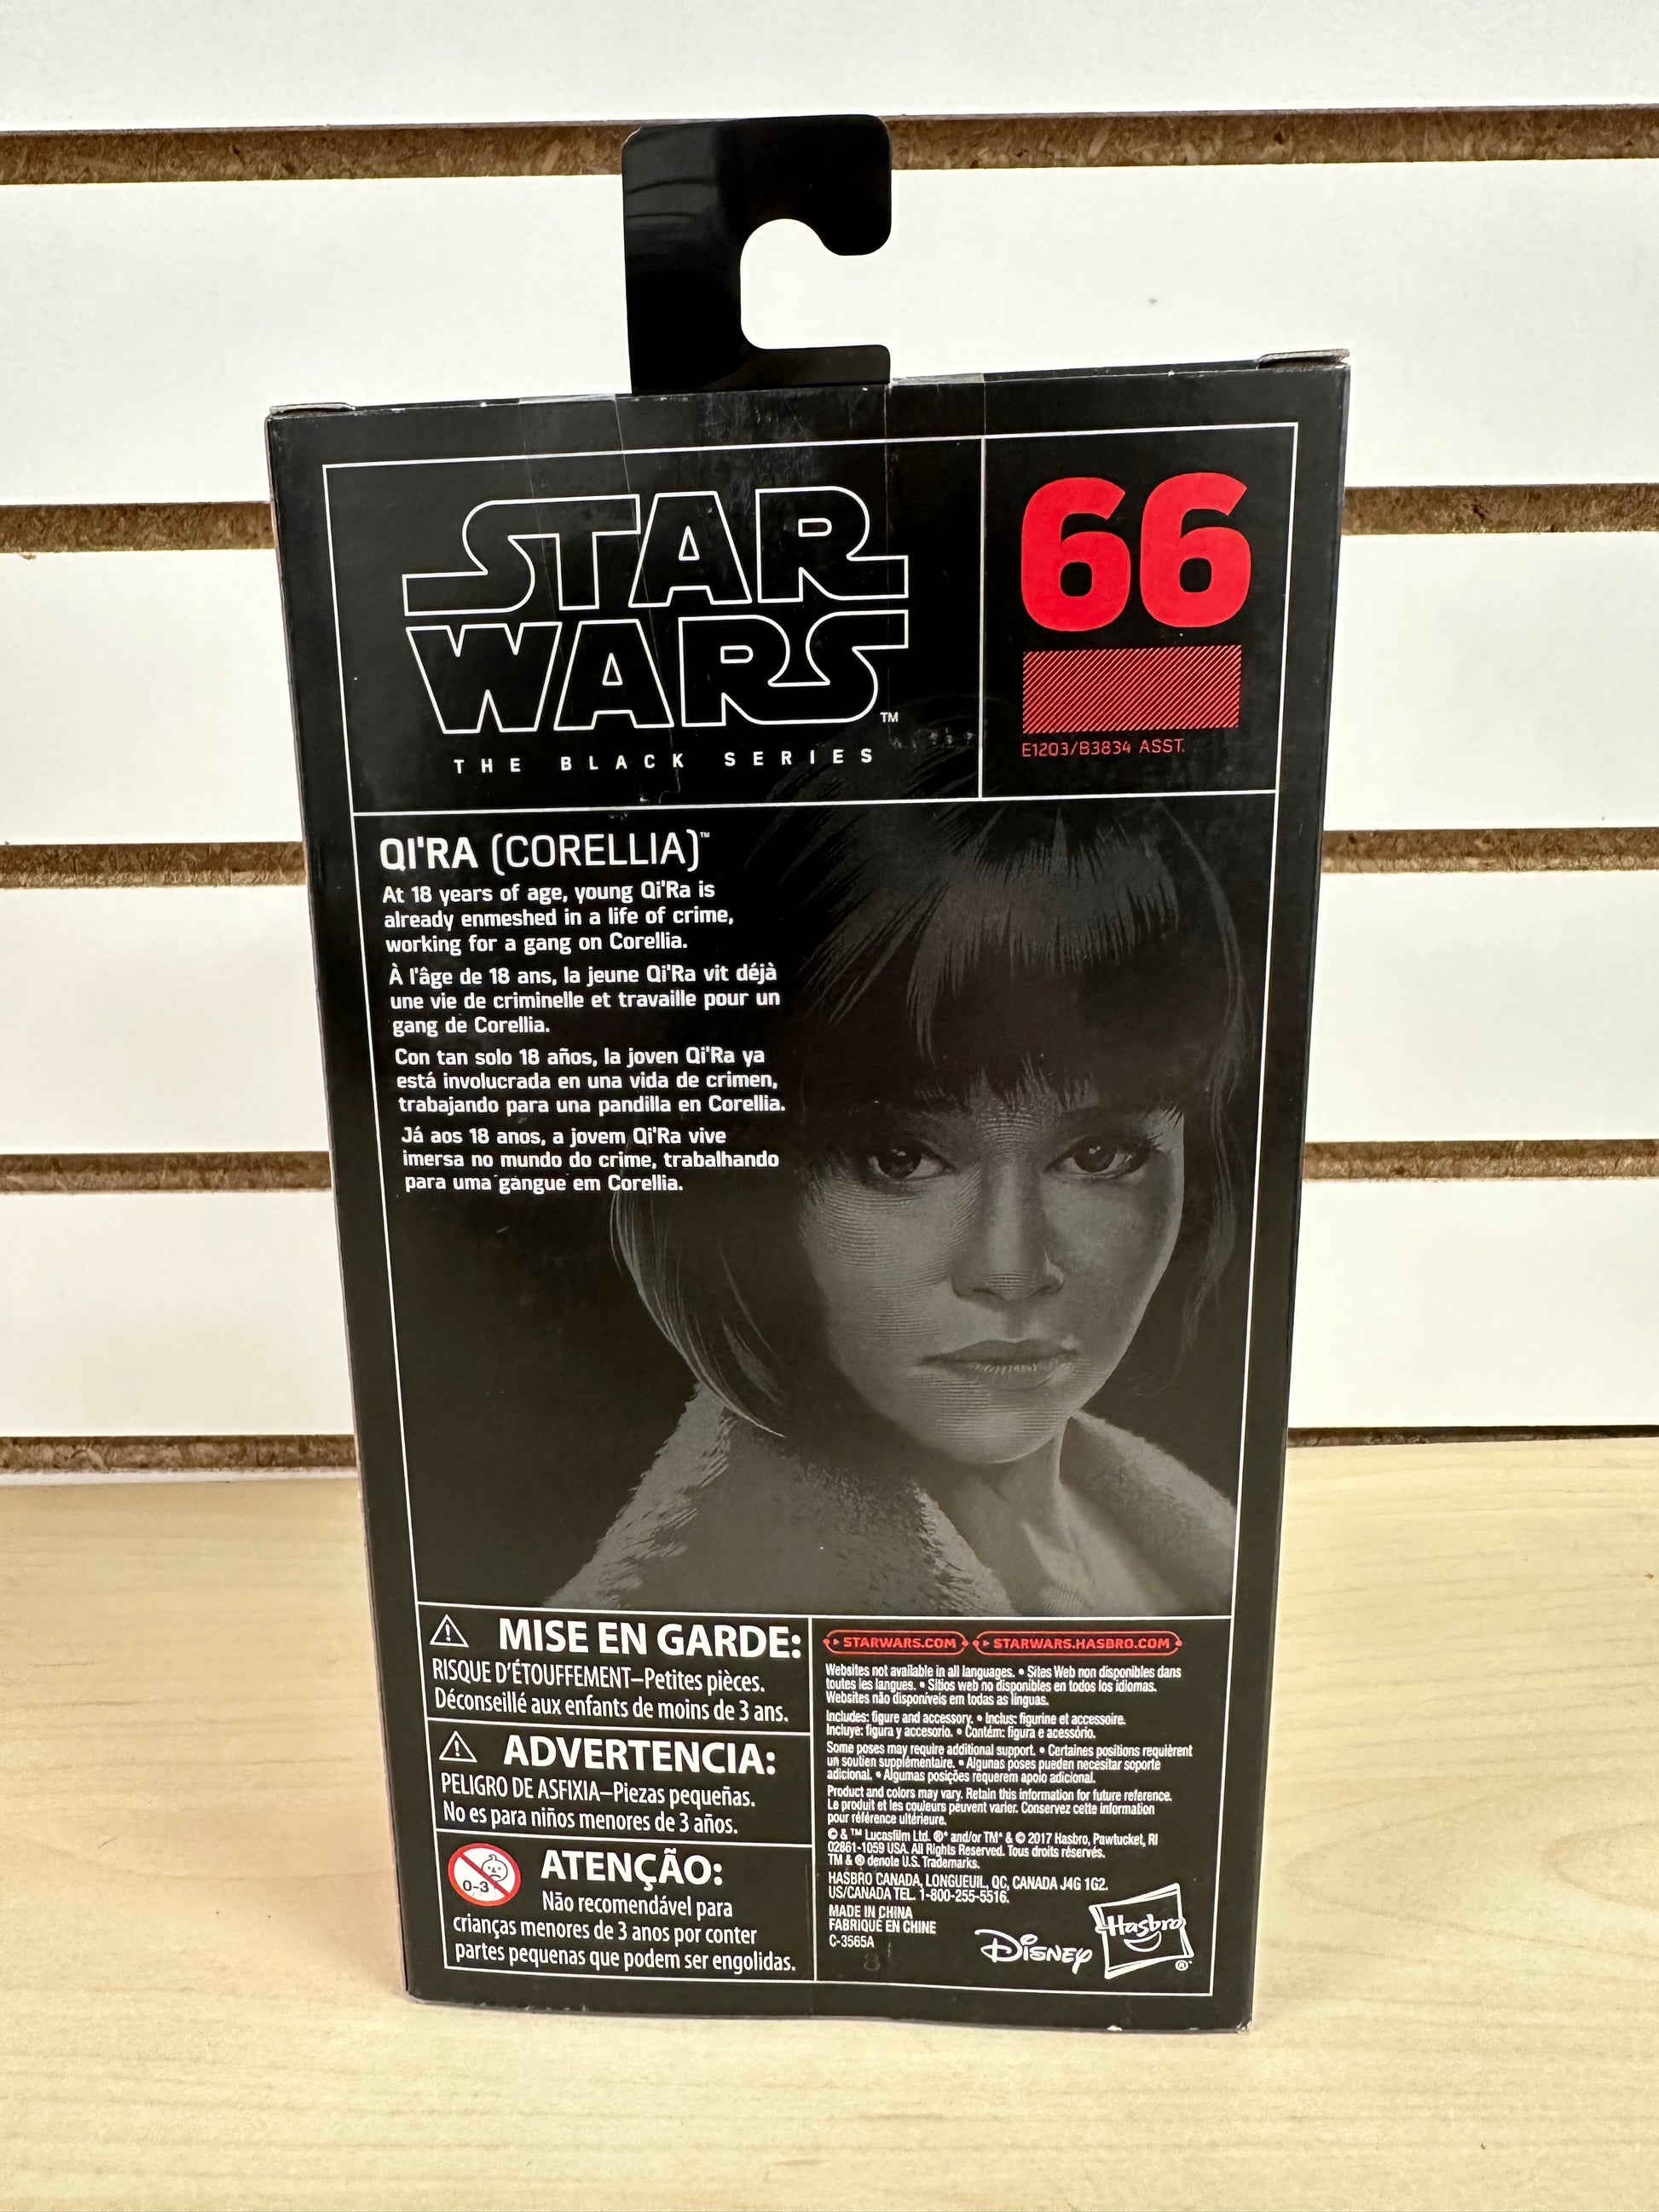 STAR
WARS™
THE BLACK SERIES
66
E1203/B3834 ASST.
QI'RA (CORELLIA)™
At 18 years of age, young Qi'Ra is
already enmeshed in a life of crime,
working for a gang on Corellia.
À l'âge de 18 ans, la jeune Qi'Ra vit déjà
une vie de criminelle et travaille pour un
gang de Corellia.
Con tan solo 18 años, la joven Qi'Ra ya
está involucrada en una vida de crimen,
trabajando para una pandilla en Corellia.
Já aos 18 anos, a jovem Qi'Ra vive
imersa no mundo do crime, trabalhando
para uma gangue em Corellia.
MISE EN GARDE:
RISQUE D'ÉTOUFFEMENT–Petites pièces.
Déconseillé aux enfants de moins de 3 ans.
ADVERTENCIA:
PELIGRO DE ASFIXIA–Piezas pequeñas.
No es para niños menores de 3 años.
0-3
ATENÇÃO:
Não recomendável para
crianças menores de 3 anos por conter
partes pequenas que podem ser engolidas.
STARWARS.COM STARWARS.HASBRO.COM
Websites not available in all languages. • Sites Web non disponibles dans
toutes les langues. • Sitios web no disponibles en todos los idiomas.
Websites não disponíveis em todas as línguas.
Includes: figure and accessory. • Inclus: figurine et accessoire.
Incluye: figura y accesorio. • Contém: figura e acessório.
Some poses may require additional support. • Certaines positions requièrent
un soutien supplémentaire. • Algunas poses pueden necesitar soporte
adicional. • Algumas posições requerem apoio adicional.
Product and colors may vary. Retain this information for future reference.
Le produit et les couleurs peuvent varier. Conservez cette information
pour référence ultérieure.
© & ™ Lucasfilm Ltd. ®* and/or TM* & © 2017 Hasbro, Pawtucket, RI
02861-1059 USA. All Rights Reserved. Tous droits réservés.
TM & ® denote U.S. Trademarks.
HASBRO CANADA, LONGUEUIL, QC, CANADA J4G 1G2.
US/CANADA TEL. 1-800-255-5516.
MADE IN CHINA
FABRIQUÉ EN CHINE
C-3565A
DISNEY
Hasbro®